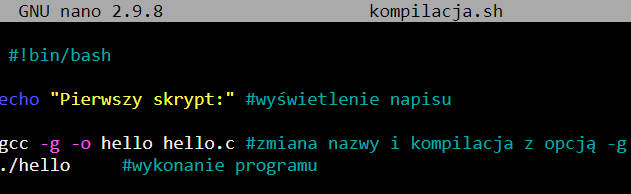 GNU nano 2.9.8 kompilacja.sh
#!bin/bash
echo "Pierwszy skrypt:" #wyświetlenie napisu
gcc -g -o hello hello.c #zmiana nazwy i kompilacja z opcją -g
./hello #wykonanie programu